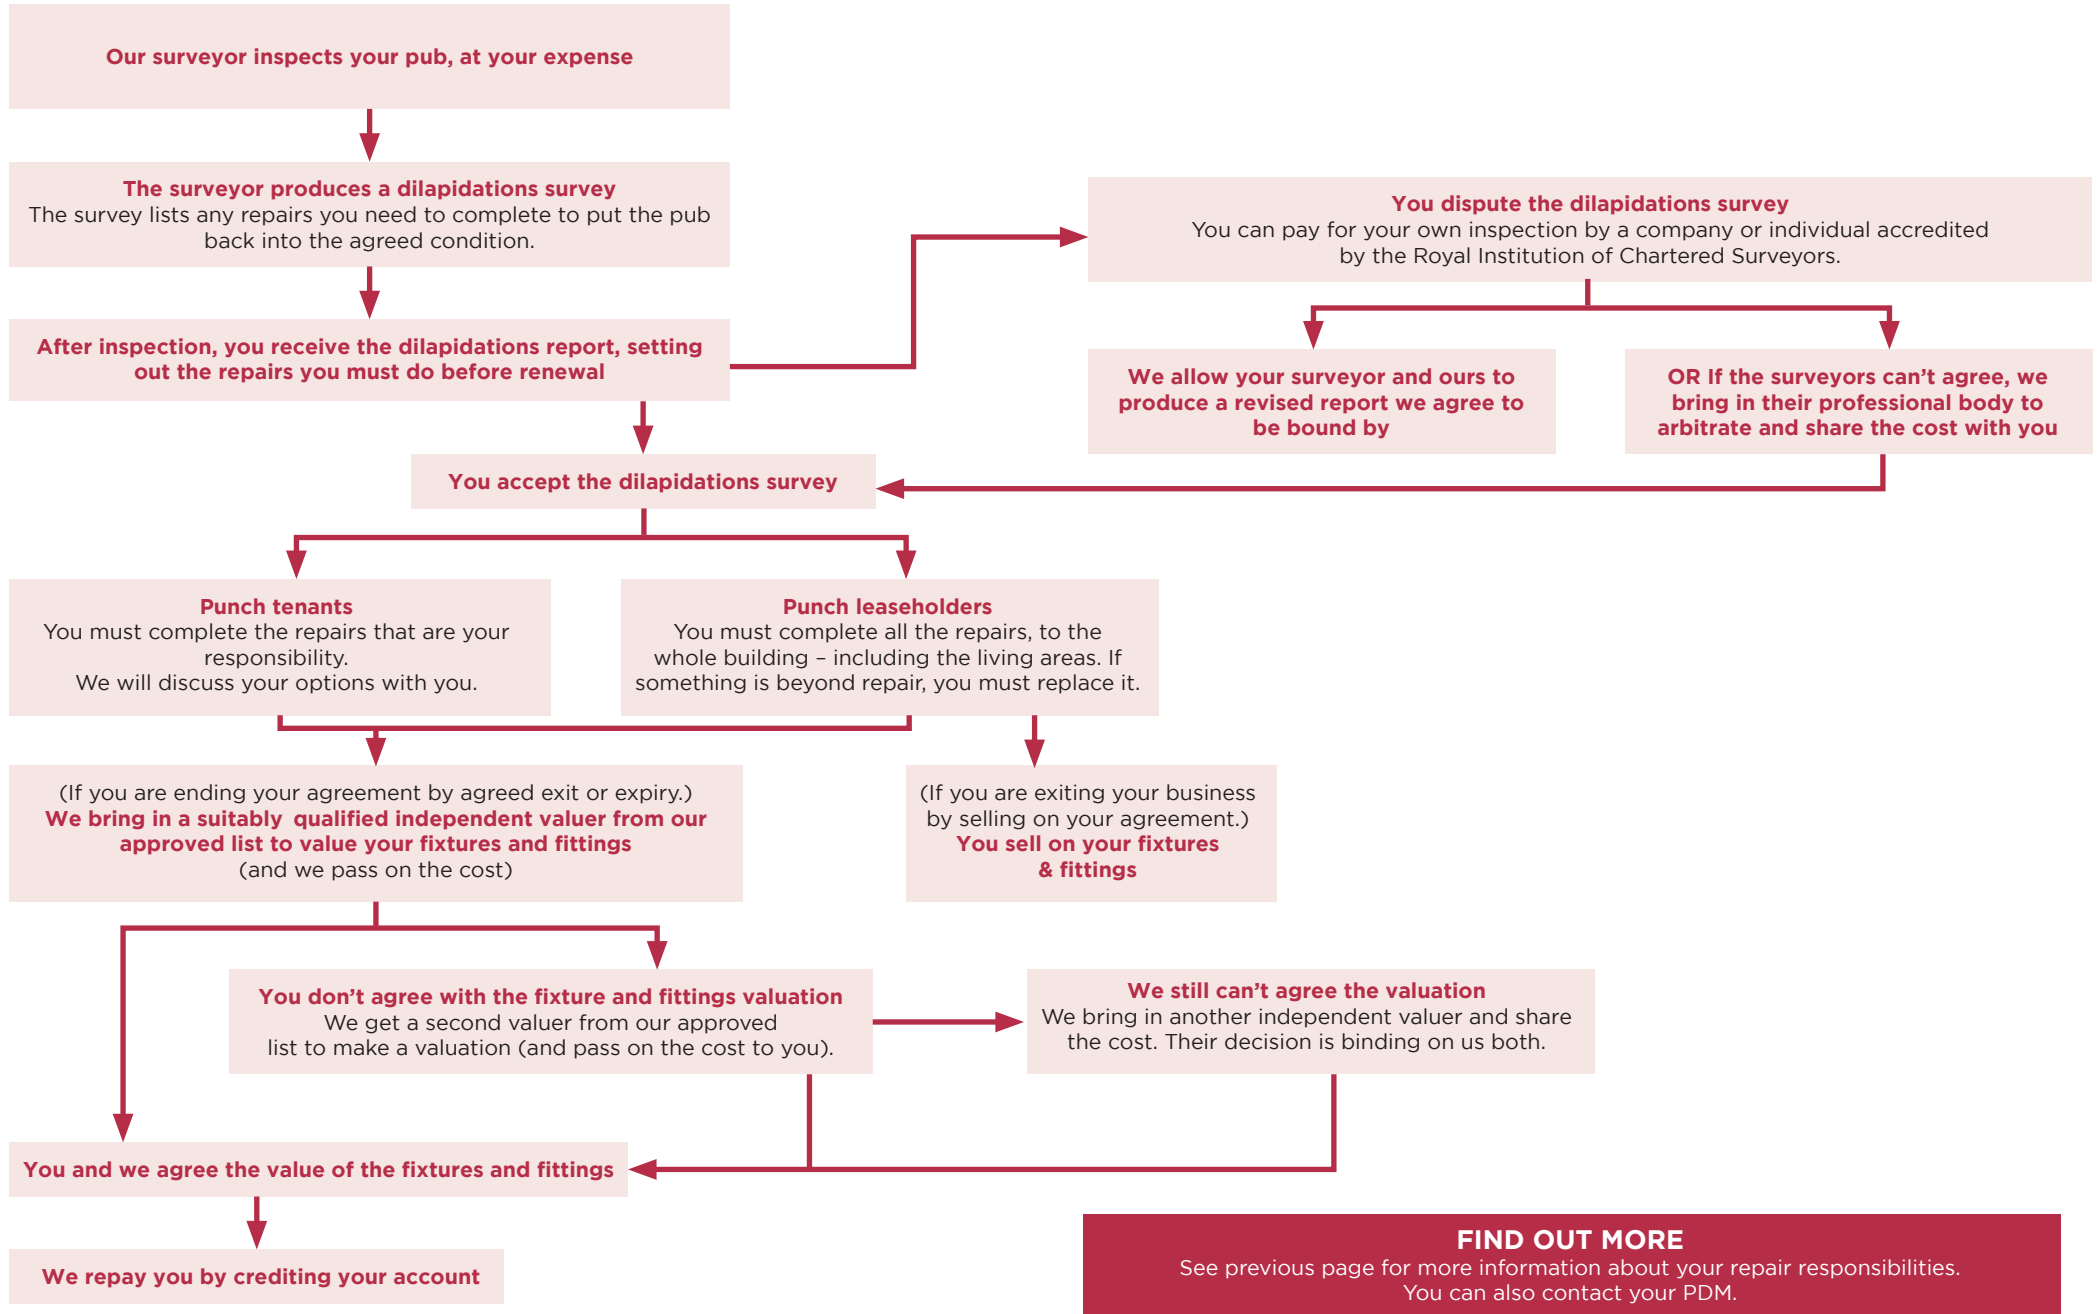 Our surveyor inspects your pub, at your expense
The surveyor produces a dilapidations survey
The survey lists any repairs you need to complete to put the pub
back into the agreed condition.
After inspection, you receive the dilapidations report, setting
out the repairs you must do before renewal
You dispute the dilapidations survey
You can pay for your own inspection by a company or individual accredited
by the Royal Institution of Chartered Surveyors.
We allow your surveyor and ours to
produce a revised report we agree to
be bound by
OR If the surveyors can’t agree, we
bring in their professional body to
arbitrate and share the cost with you
You accept the dilapidations survey
Punch tenants
You must complete the repairs that are your
responsibility.
We will discuss your options with you.
Punch leaseholders
You must complete all the repairs, to the
whole building – including the living areas. If
something is beyond repair, you must replace it.
(If you are ending your agreement by agreed exit or expiry.)
We bring in a suitably qualified independent valuer from our
approved list to value your fixtures and fittings
(and we pass on the cost)
(If you are exiting your business
by selling on your agreement.)
You sell on your fixtures
& fittings
You don’t agree with the fixture and fittings valuation
We get a second valuer from our approved
list to make a valuation (and pass on the cost to you).
We still can’t agree the valuation
We bring in another independent valuer and share
the cost. Their decision is binding on us both.
You and we agree the value of the fixtures and fittings
We repay you by crediting your account
FIND OUT MORE
See previous page for more information about your repair responsibilities.
You can also contact your PDM.